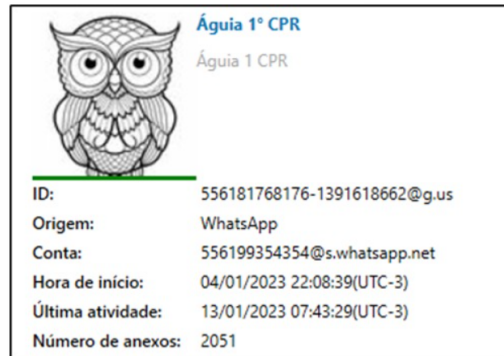 Águia 1° CPR
Águia 1 CPR
ID: 556181768176-1391618662@g.us
Origem: WhatsApp
Conta: 556199354354@s.whatsapp.net
Hora de início: 04/01/2023 22:08:39(UTC-3)
Última atividade: 13/01/2023 07:43:29(UTC-3)
Número de anexos: 2051